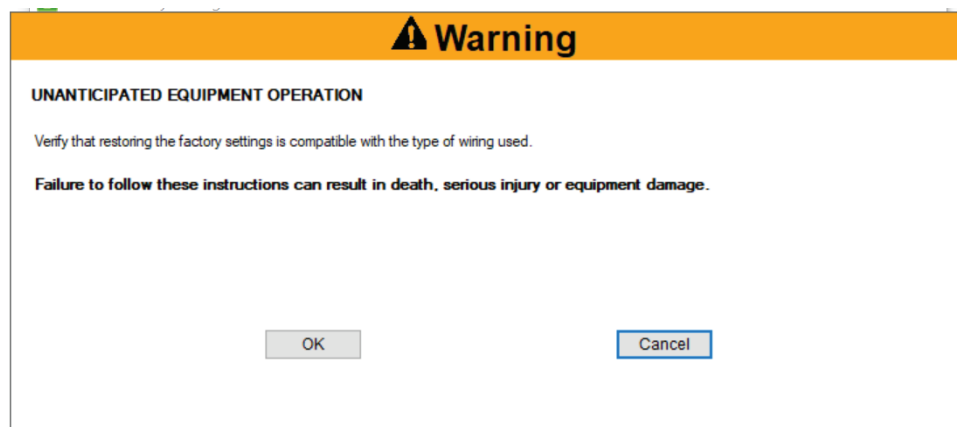 Warning
UNANTICIPATED EQUIPMENT OPERATION
Verify that restoring the factory settings is compatible with the type of wiring used.
Failure to follow these instructions can result in death, serious injury or equipment damage.
OK
Cancel